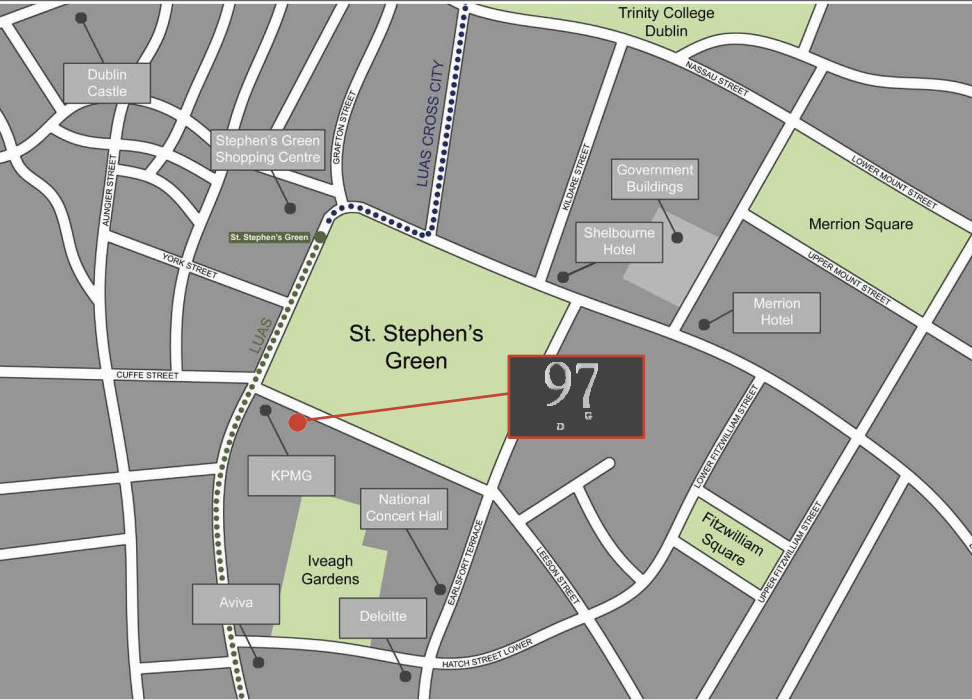 Trinity College
Dublin
Dublin
Castle
NASSAU STREET
LUAS CROSS CITY
GRAFTON STREET
Stephen's Green
Shopping Centre
KILDARE STREET
Government
Buildings
LOWER MOUNT STREET
AUNGIER STREET
Merrion Square
St. Stephen's Green
Shelbourne
Hotel
YORK STREET
UPPER MOUNT STREET
Merrion
Hotel
LUAS
St. Stephen's
Green
CUFFE STREET
97
G
D
LOWER FITZWILLIAM STREET
KPMG
National
Concert Hall
Fitzwilliam
Square
UPPER FITZWILLIAM STREET
EARLSFORT TERRACE
LEESON STREET
Iveagh
Gardens
Aviva
Deloitte
HATCH STREET LOWER